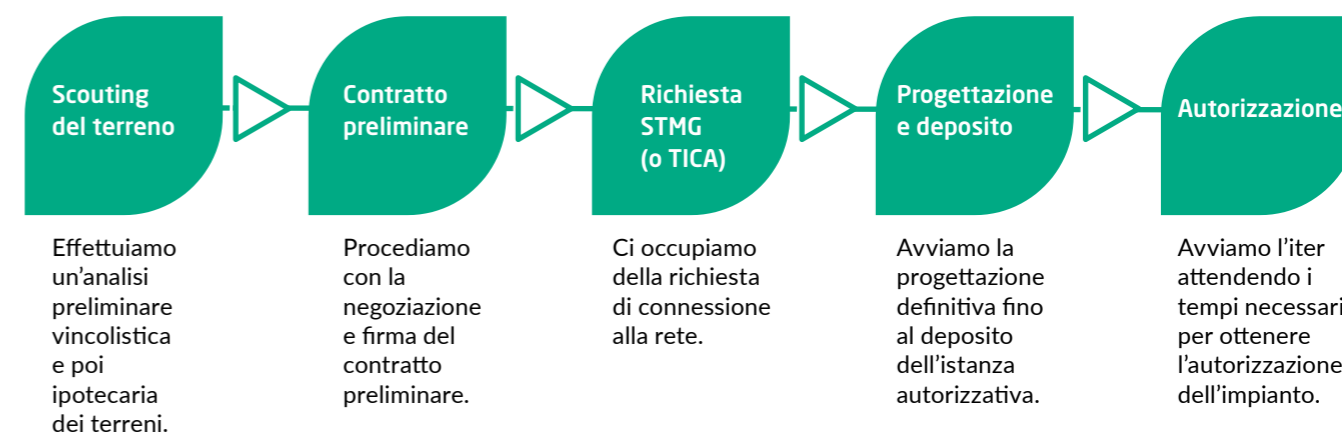 Scouting
del terreno
Contratto
preliminare
Richiesta
STMG
(o TICA)
Progettazione
e deposito
Autorizzazione
Effettuiamo
un’analisi
preliminare
vincolistica
e poi
ipotecaria
dei terreni.
Procediamo
con la
negoziazione
e firma del
contratto
preliminare.
Ci occupiamo
della richiesta
di connessione
alla rete.
Avviamo la
progettazione
definitiva fino
al deposito
dell’istanza
autorizzativa.
Avviamo l’iter
attendendo i
tempi necessari
per ottenere
l’autorizzazione
dell’impianto.